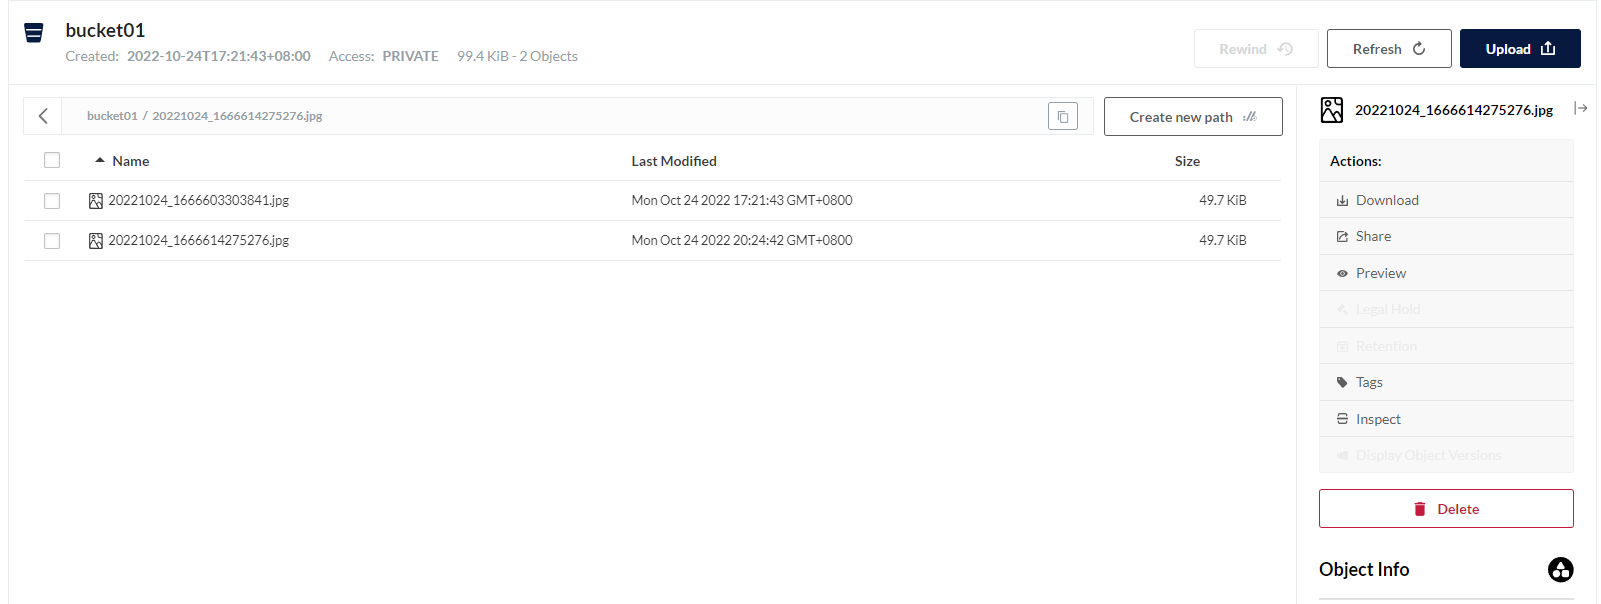 bucket01
Created: 2022-10-24T17:21:43+08:00 Access: PRIVATE 99.4 KiB - 2 Objects
Rewind
Refresh
Upload
bucket01 / 20221024_1666614275276.jpg
Create new path
Name Last Modified Size
20221024_1666603303841.jpg Mon Oct 24 2022 17:21:43 GMT+0800 49.7 KiB
20221024_1666614275276.jpg Mon Oct 24 2022 20:24:42 GMT+0800 49.7 KiB
20221024_1666614275276.jpg
Actions:
Download
Share
Preview
Legal Hold
Retention
Tags
Inspect
Display Object Versions
Delete
Object Info